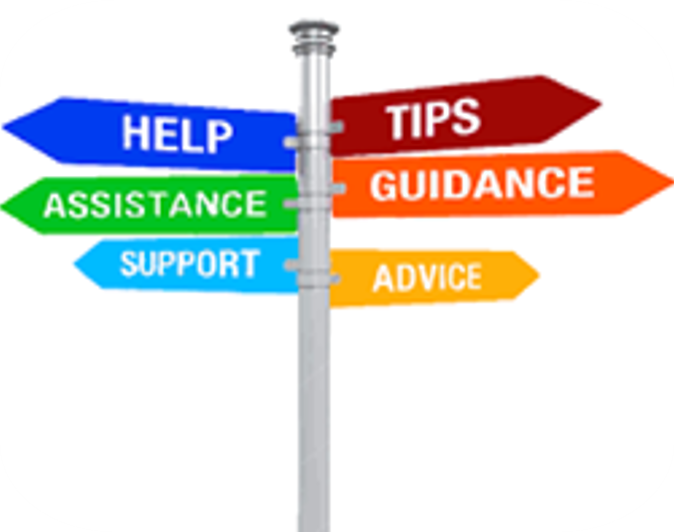 HELP
TIPS
ASSISTANCE
GUIDANCE
SUPPORT
ADVICE